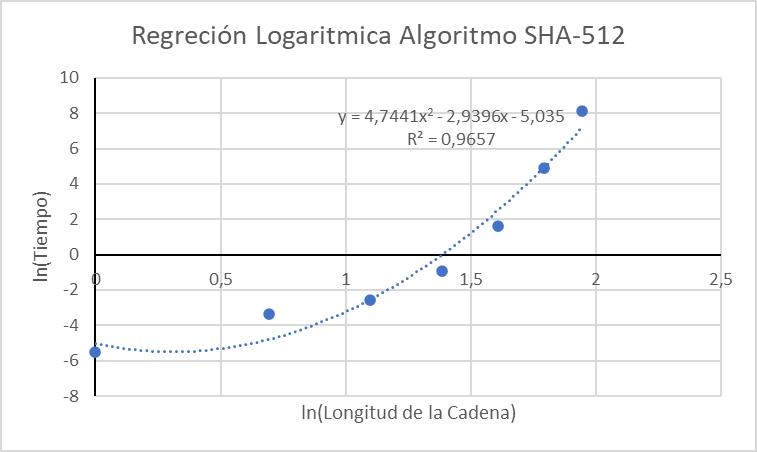 Regreción Logaritmica Algoritmo SHA-512
10
8
6
4
2
0
-2
-4
-6
-8
y = 4,7441x² - 2,9396x - 5,035
R² = 0,9657
0 0,5 1 1,5 2 2,5
ln(Tiempo)
ln(Longitud de la Cadena)